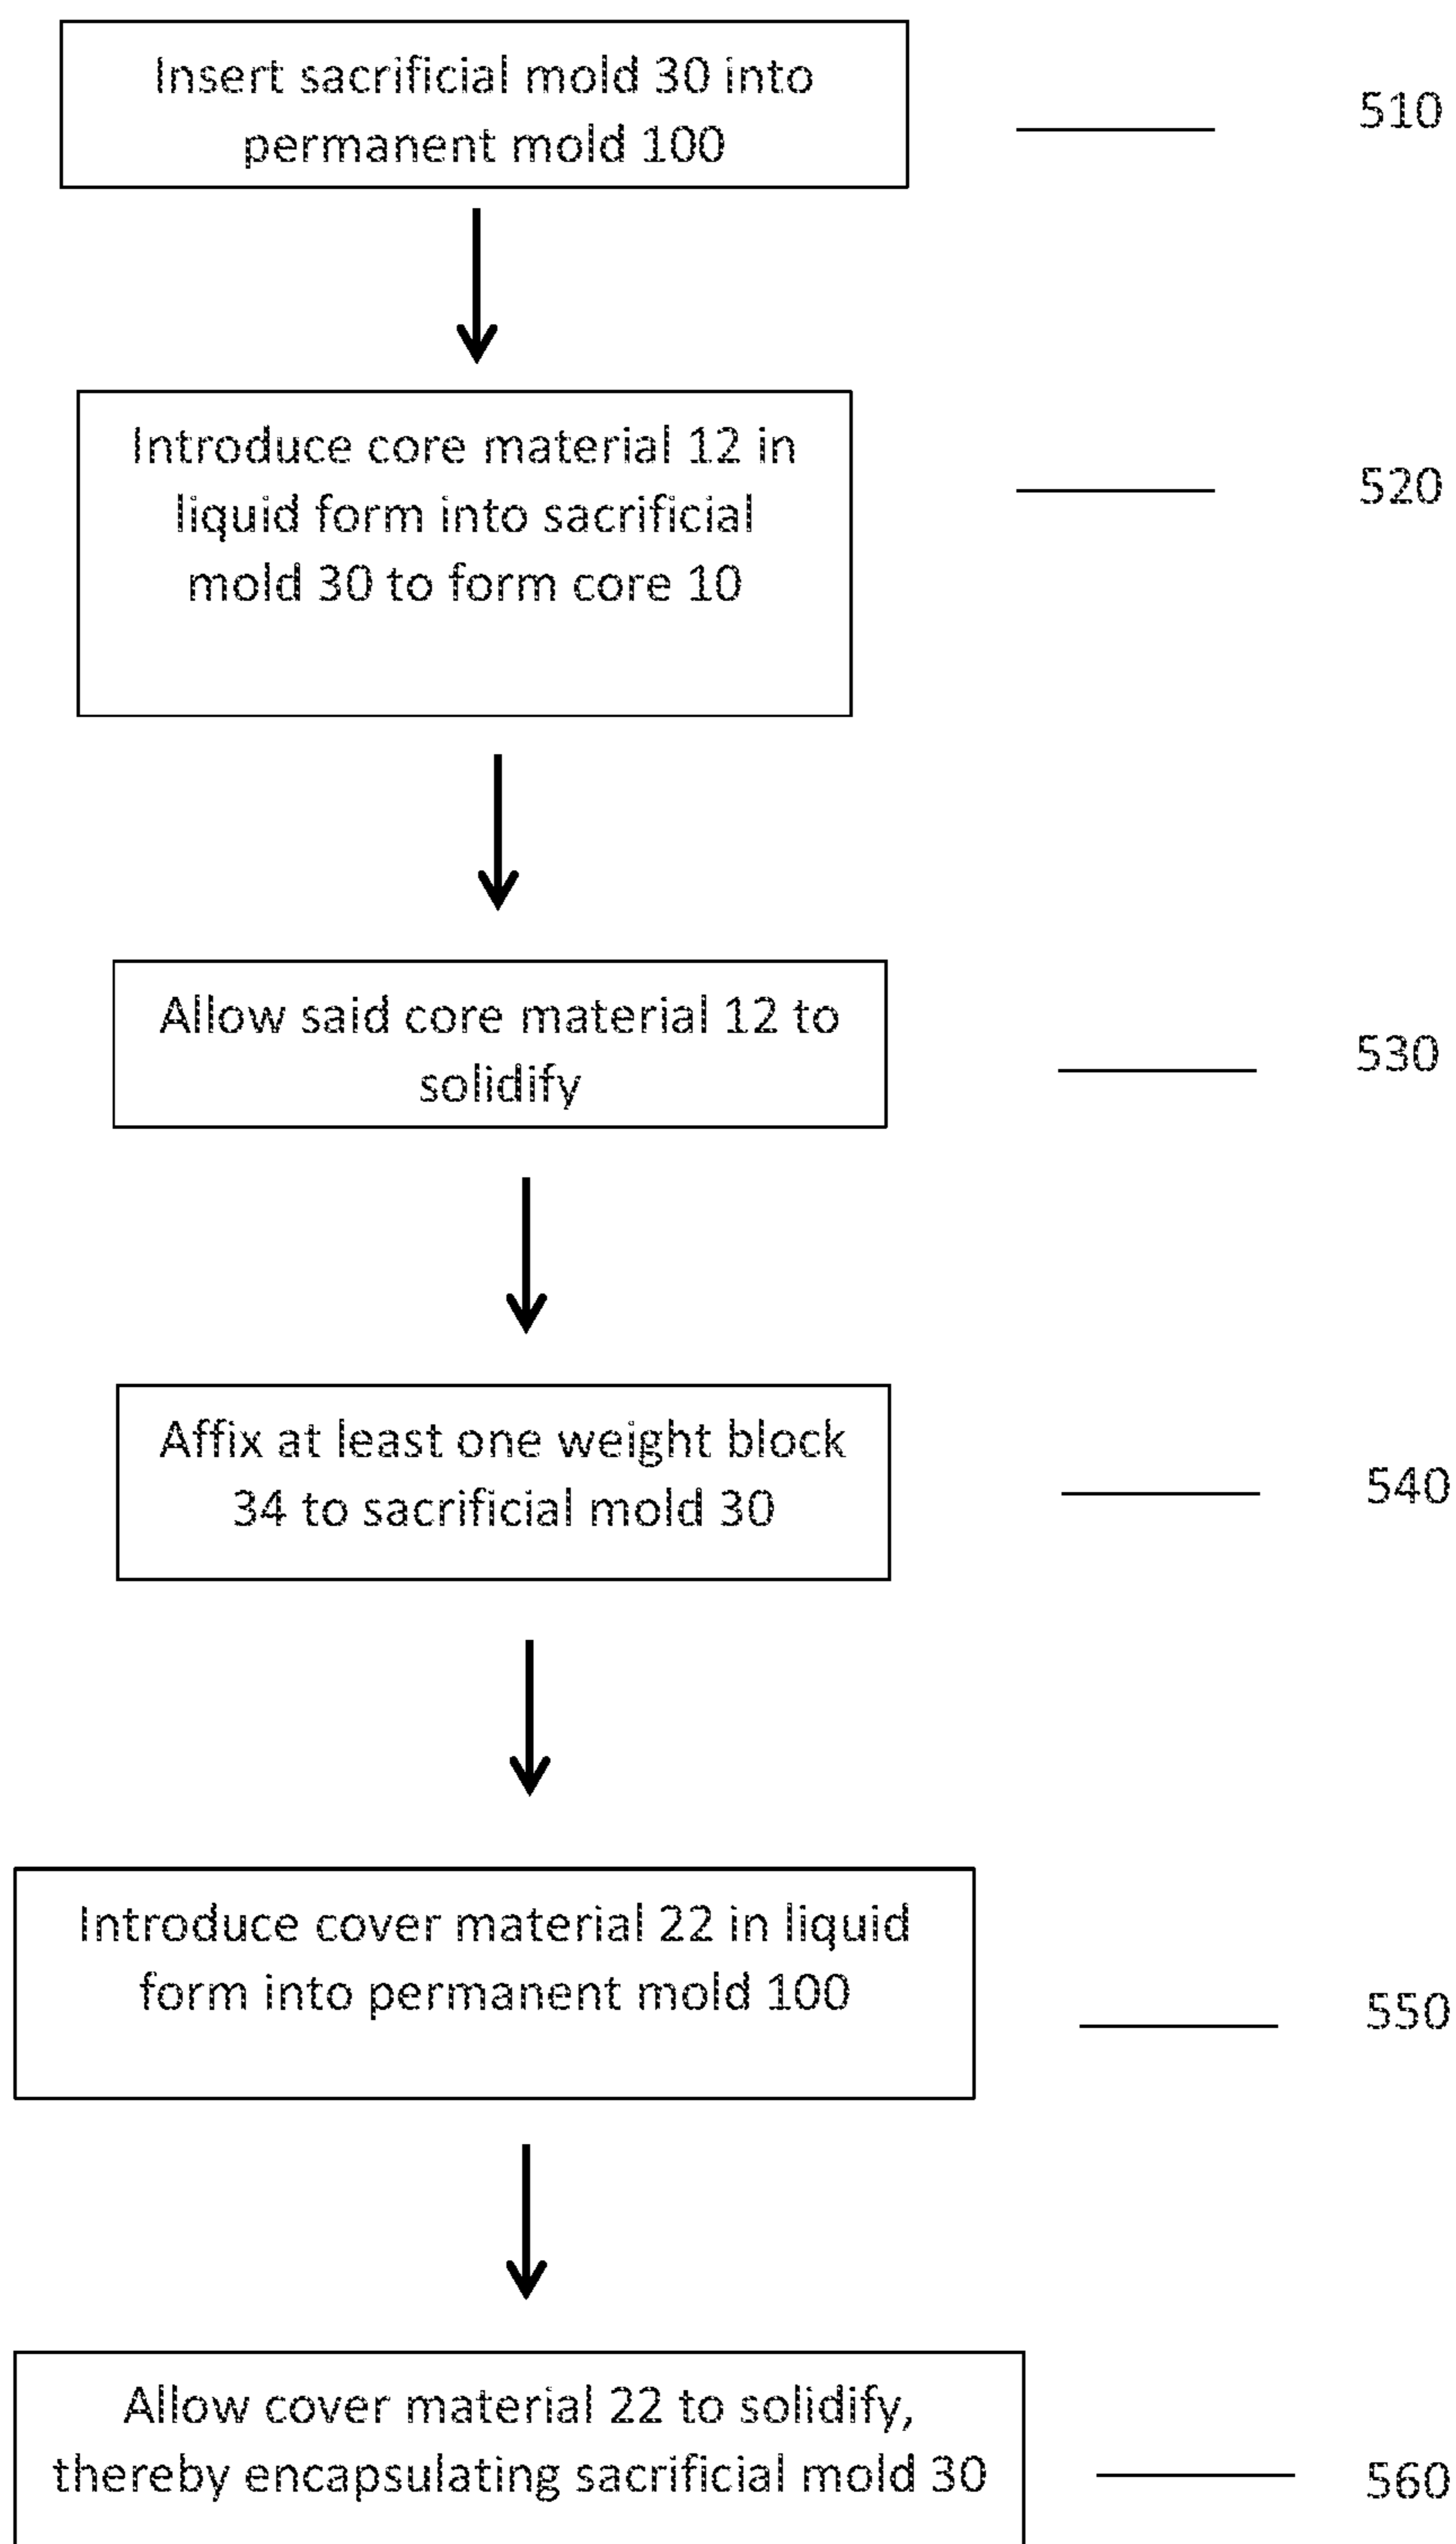 Insert sacrificial mold 30 into
permanent mold 100
510
Introduce core material 12 in
liquid form into sacrificial
mold 30 to form core 10
520
Allow said core material 12 to
solidify
530
Affix at least one weight block
34 to sacrificial mold 30
540
Introduce cover material 22 in liquid
form into permanent mold 100
550
Allow cover material 22 to solidify,
thereby encapsulating sacrificial mold 30
560